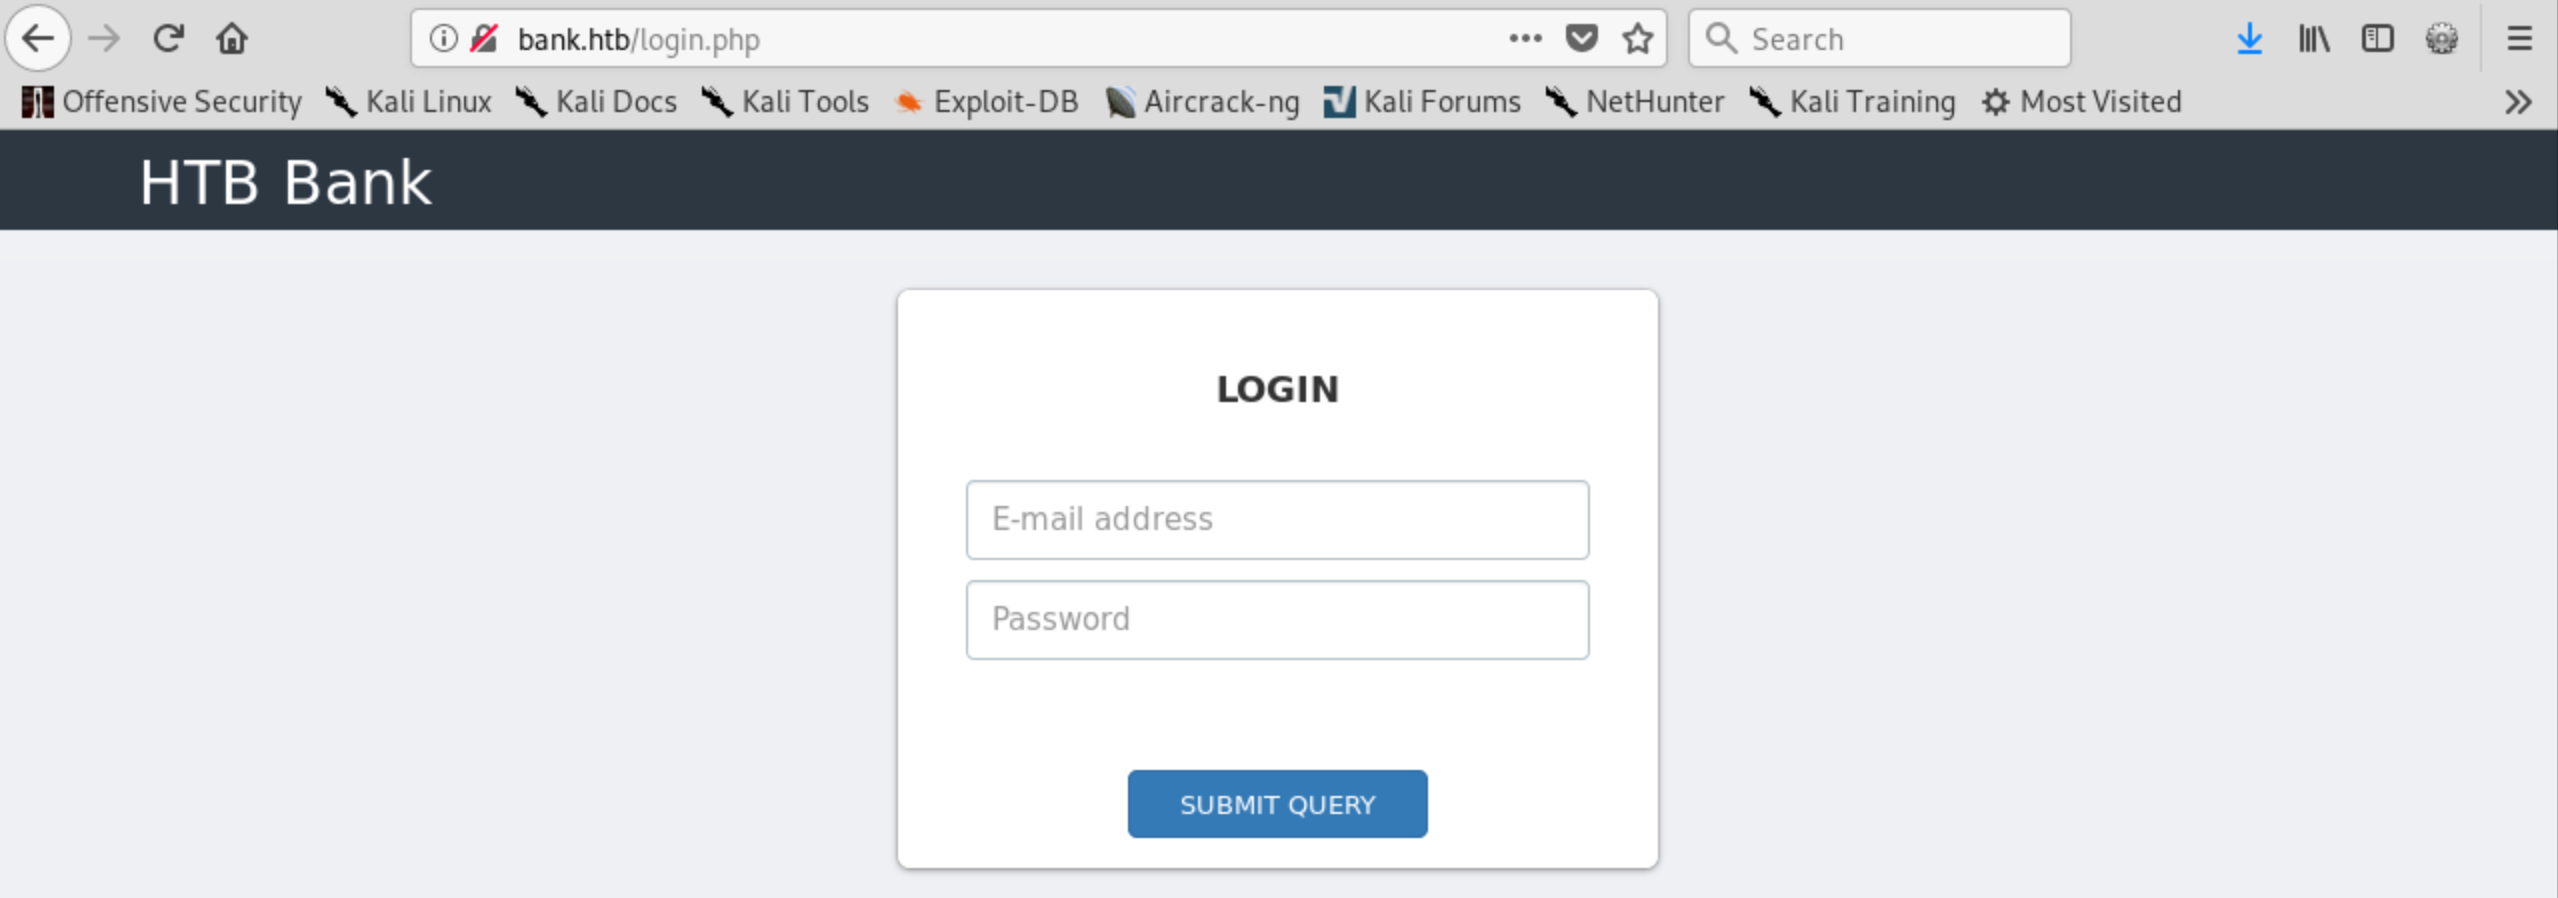 bank.htb/login.php ••• Search
Offensive Security Kali Linux Kali Docs Kali Tools Exploit-DB Aircrack-ng Kali Forums NetHunter Kali Training Most Visited
HTB Bank
LOGIN
E-mail address
Password
SUBMIT QUERY